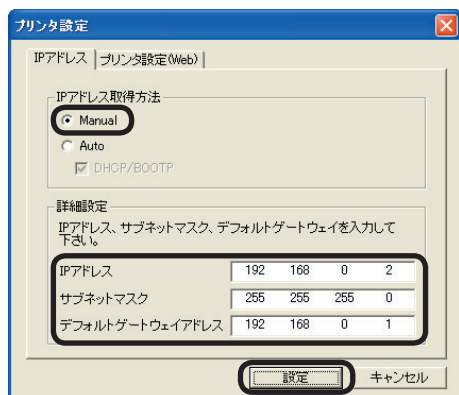 プリンタ設定
IPアドレス プリンタ設定(Web)
IPアドレス取得方法
Manual
Auto
DHCP/BOOTP
詳細設定
IPアドレス、サブネットマスク、デフォルトゲートウェイを入力して
下さい。
IPアドレス 192 168 0 2
サブネットマスク 255 255 255 0
デフォルトゲートウェイアドレス 192 168 0 1
設定 キャンセル